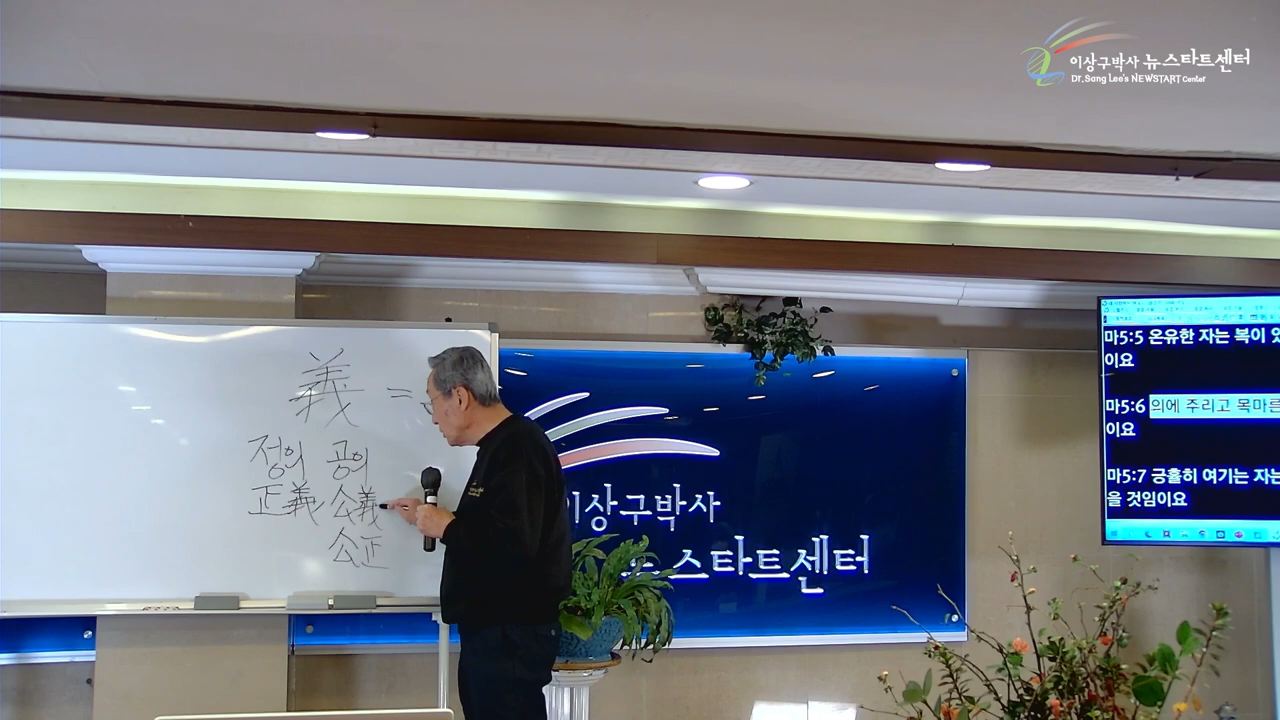 이상구박사 뉴스타트센터
Dr. Sang Lee's NEWSTART Center
義 =
정의 공의
正義 公義
公正
이상구박사
뉴스타트센터
마5:5 온유한 자는 복이 있
이요
마5:6 의에 주리고 목마른
이요
마5:7 긍휼히 여기는 자는
을 것임이요